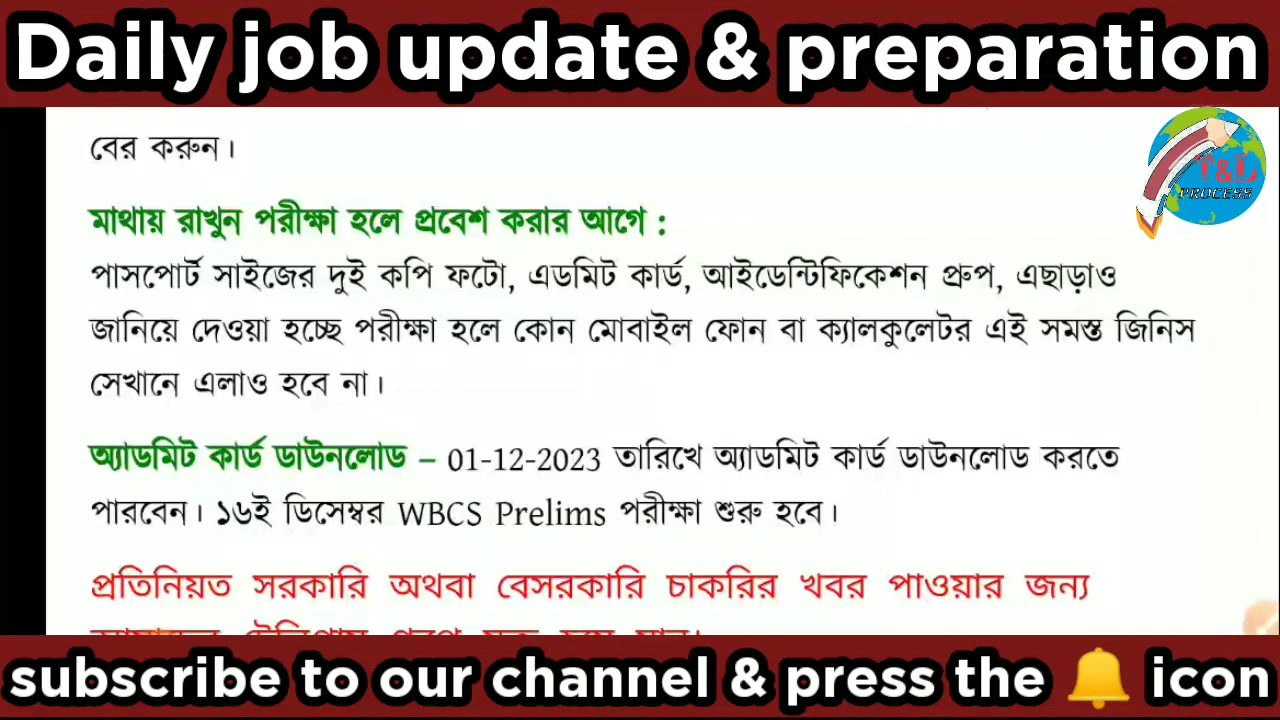 Daily job update & preparation
বের করুন।
T&L
PROCESS
মাথায় রাখুন পরীক্ষা হলে প্রবেশ করার আগে :
পাসপোর্ট সাইজের দুই কপি ফটো, এডমিট কার্ড, আইডেন্টিফিকেশন প্রুপ, এছাড়াও
জানিয়ে দেওয়া হচ্ছে পরীক্ষা হলে কোন মোবাইল ফোন বা ক্যালকুলেটর এই সমস্ত জিনিস
সেখানে এলাও হবে না।
অ্যাডমিট কার্ড ডাউনলোড – 01-12-2023 তারিখে অ্যাডমিট কার্ড ডাউনলোড করতে
পারবেন। ১৬ই ডিসেম্বর WBCS Prelims পরীক্ষা শুরু হবে।
প্রতিনিয়ত সরকারি অথবা বেসরকারি চাকরির খবর পাওয়ার জন্য
subscribe to our channel & press the 🔔 icon